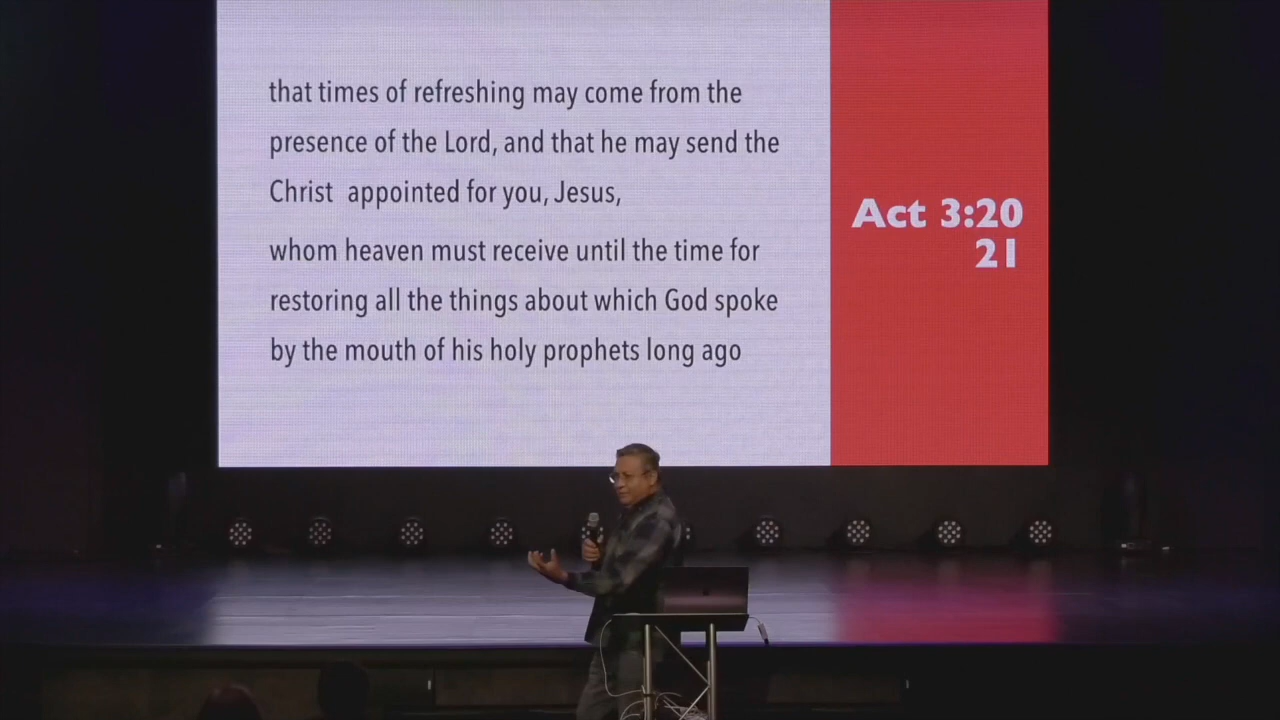 that times of refreshing may come from the
presence of the Lord, and that he may send the
Christ appointed for you, Jesus,
whom heaven must receive until the time for
restoring all the things about which God spoke
by the mouth of his holy prophets long ago
Act 3:20
21